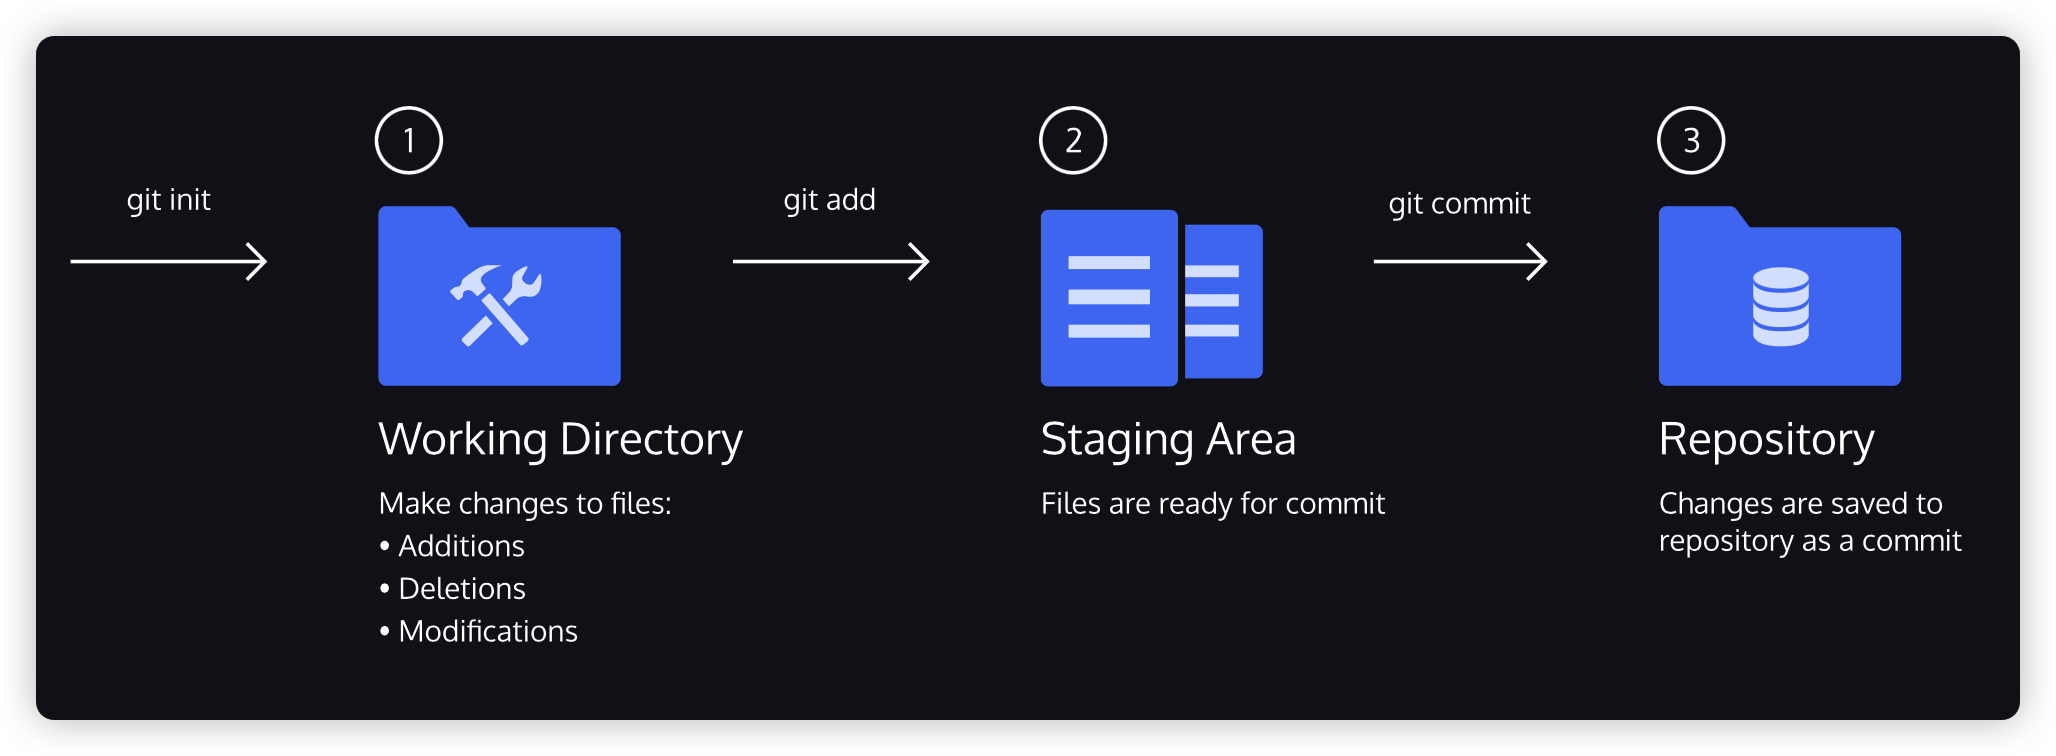 git init
1
Working Directory
Make changes to files:
• Additions
• Deletions
• Modifications
git add
2
Staging Area
Files are ready for commit
git commit
3
Repository
Changes are saved to
repository as a commit